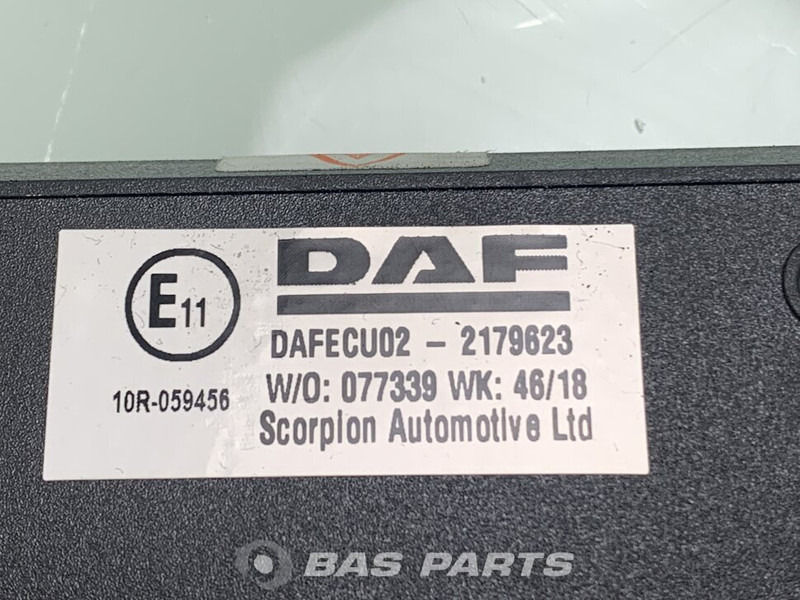 DAF
E11
DAFECU02 - 2179623
10R-059456
W/O: 077339 WK: 46/18
Scorpion Automotive Ltd
BAS PARTS